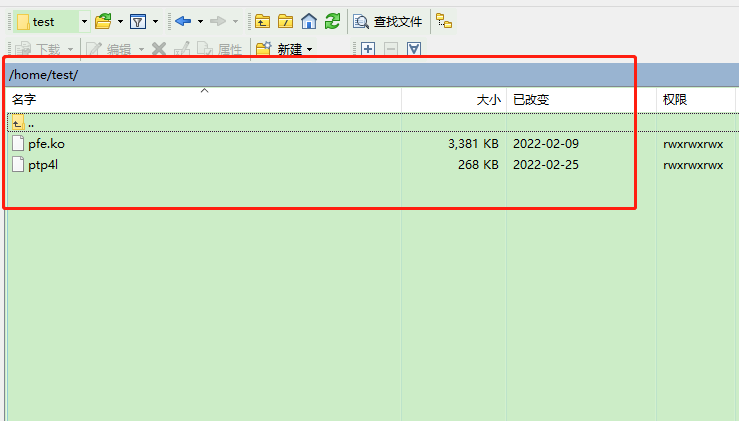 test 查找文件
下载 编辑 属性 新建
/home/test/
名字 大小 已改变 权限
..
pfe.ko 3,381 KB 2022-02-09 rwxrwxrwx
ptp4l 268 KB 2022-02-25 rwxrwxrwx